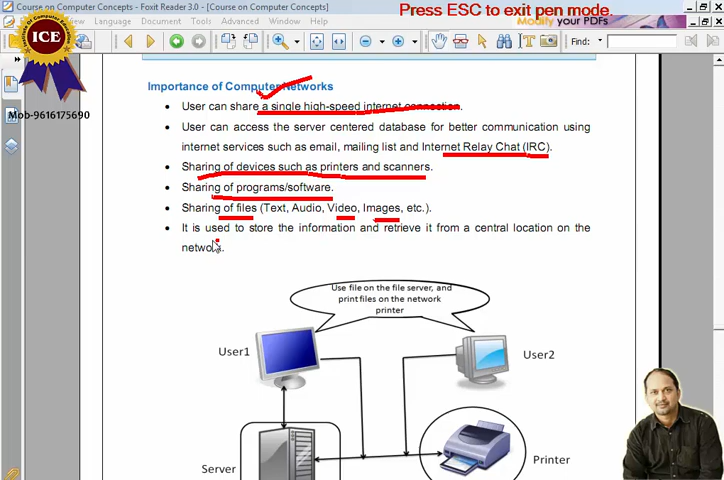 Course on Computer Concepts - Foxit Reader 3.0 - [Course on Computer Concepts]
Press ESC to exit pen mode.
Language Document Tools Advanced Window Help
Modify your PDFs
ICE
Find:
Mob-9616175690
Importance of Computer Networks
• User can share a single high-speed internet connection.
• User can access the server centered database for better communication using
internet services such as email, mailing list and Internet Relay Chat (IRC).
• Sharing of devices such as printers and scanners.
• Sharing of programs/software.
• Sharing of files (Text, Audio, Video, Images, etc.).
• It is used to store the information and retrieve it from a central location on the
network.
Use file on the file server, and
print files on the network
printer
User1
User2
Server
Printer